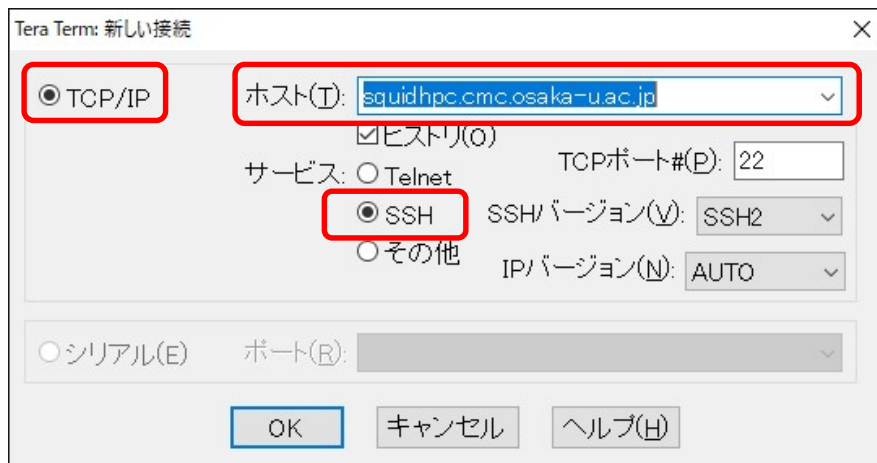 Tera Term: 新しい接続
TCP/IP ホスト(T): squidhpc.cmc.osaka-u.ac.jp
ヒストリ(O)
サービス: Telnet TCPポート#(P): 22
SSH SSHバージョン(V): SSH2
その他 IPバージョン(N): AUTO
シリアル(E) ポート(R):
OK キャンセル ヘルプ(H)